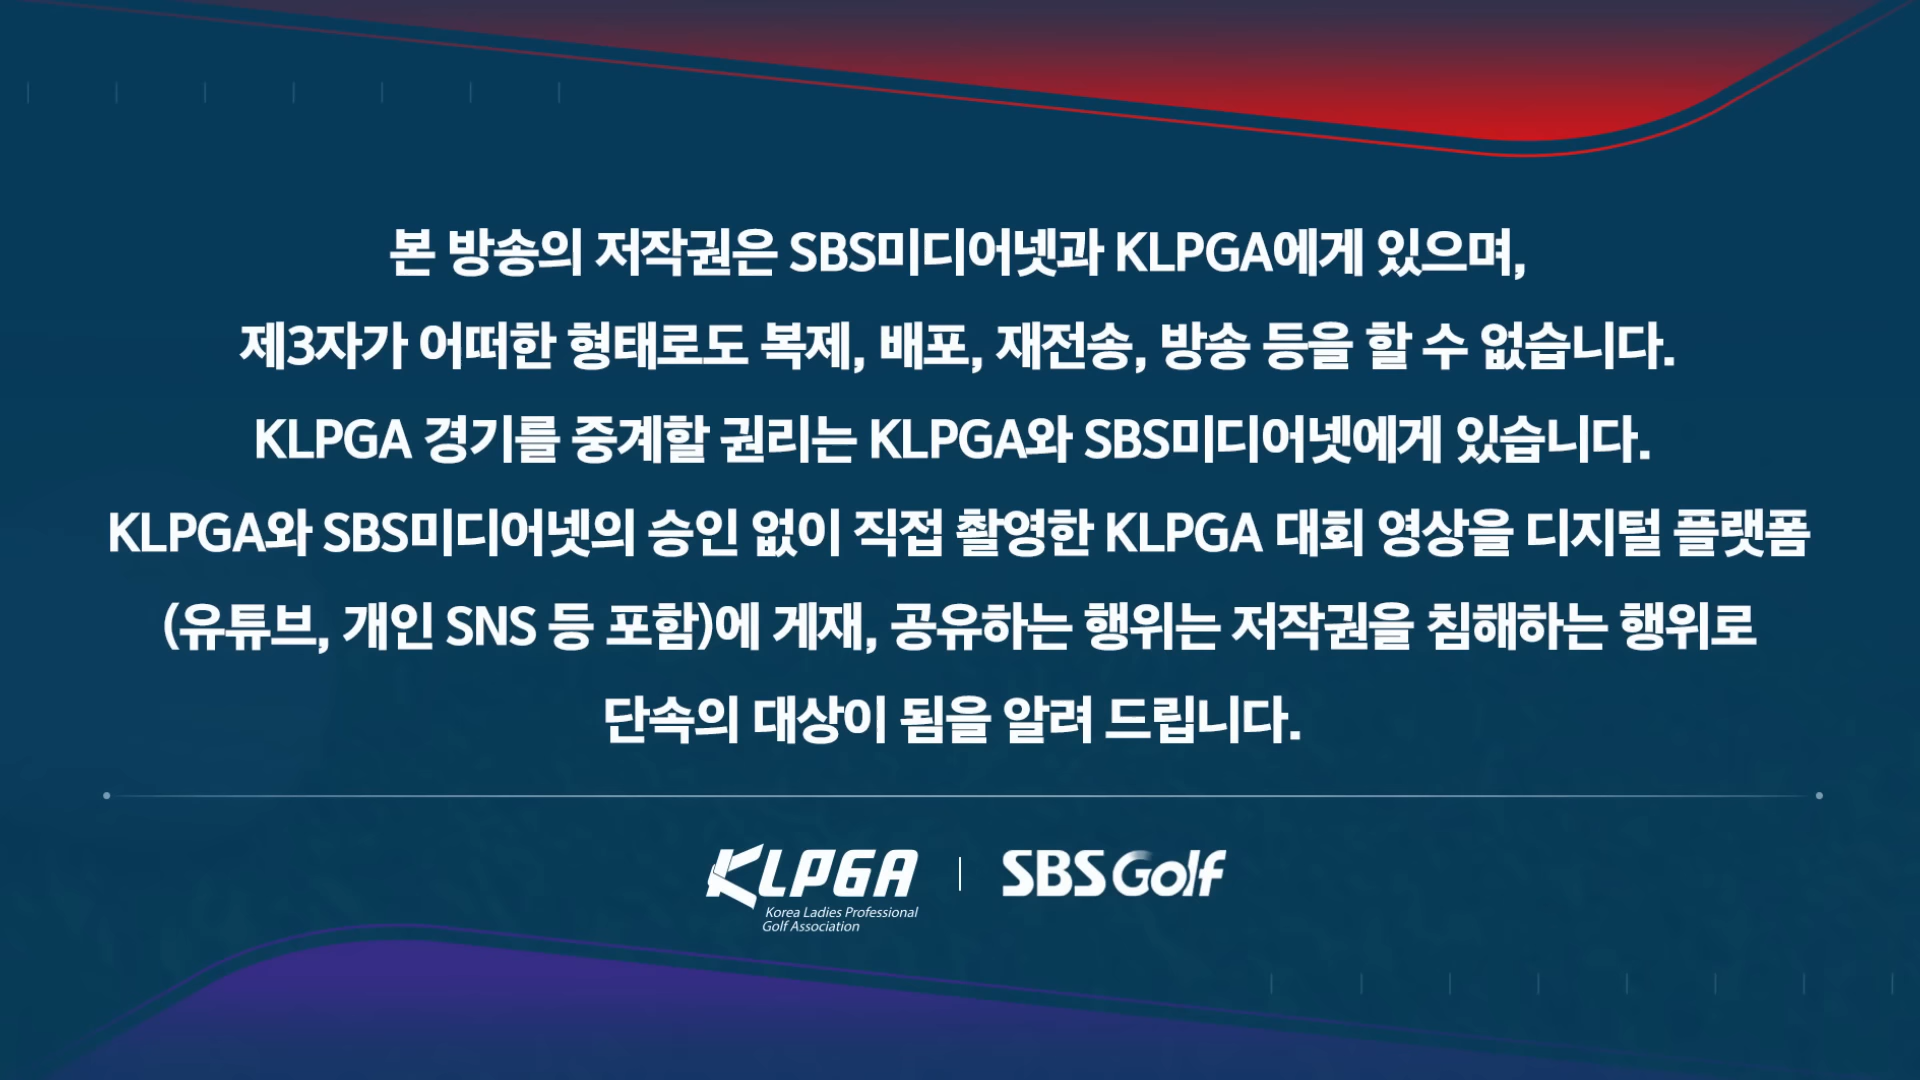 본 방송의 저작권은 SBS미디어넷과 KLPGA에게 있으며,
제3자가 어떠한 형태로도 복제, 배포, 재전송, 방송 등을 할 수 없습니다.
KLPGA 경기를 중계할 권리는 KLPGA와 SBS미디어넷에게 있습니다.
KLPGA와 SBS미디어넷의 승인 없이 직접 촬영한 KLPGA 대회 영상을 디지털 플랫폼
(유튜브, 개인 SNS 등 포함)에 게재, 공유하는 행위는 저작권을 침해하는 행위로
단속의 대상이 됨을 알려 드립니다.
KLPGA
Korea Ladies Professional
Golf Association
SBS Golf